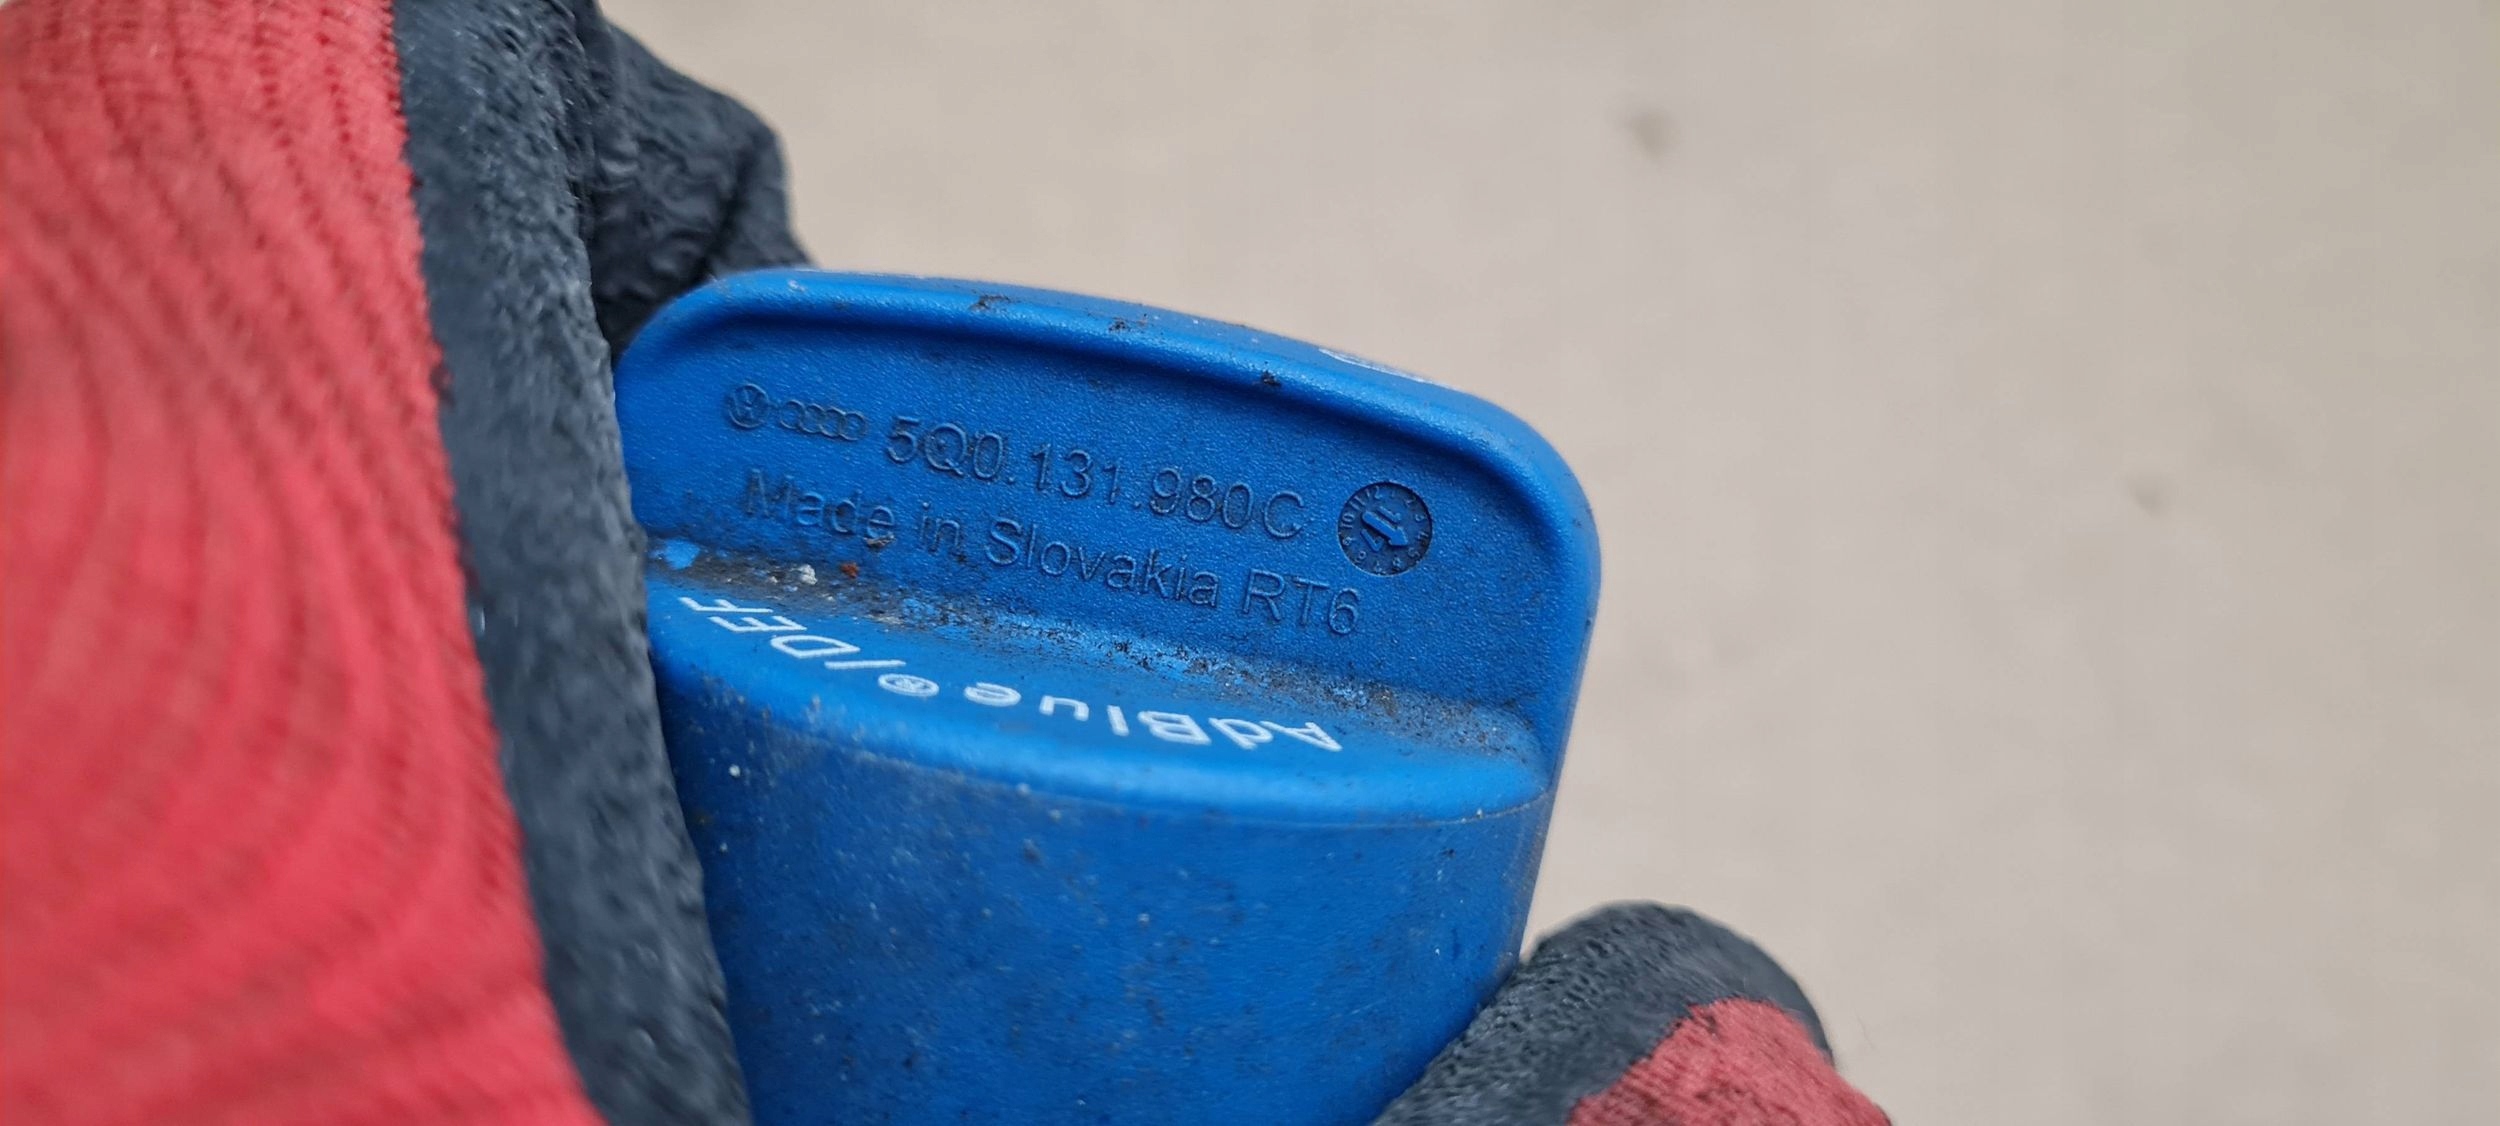 5Q0.131.980C
Made in Slovakia RT6
AdBlue®/DEF